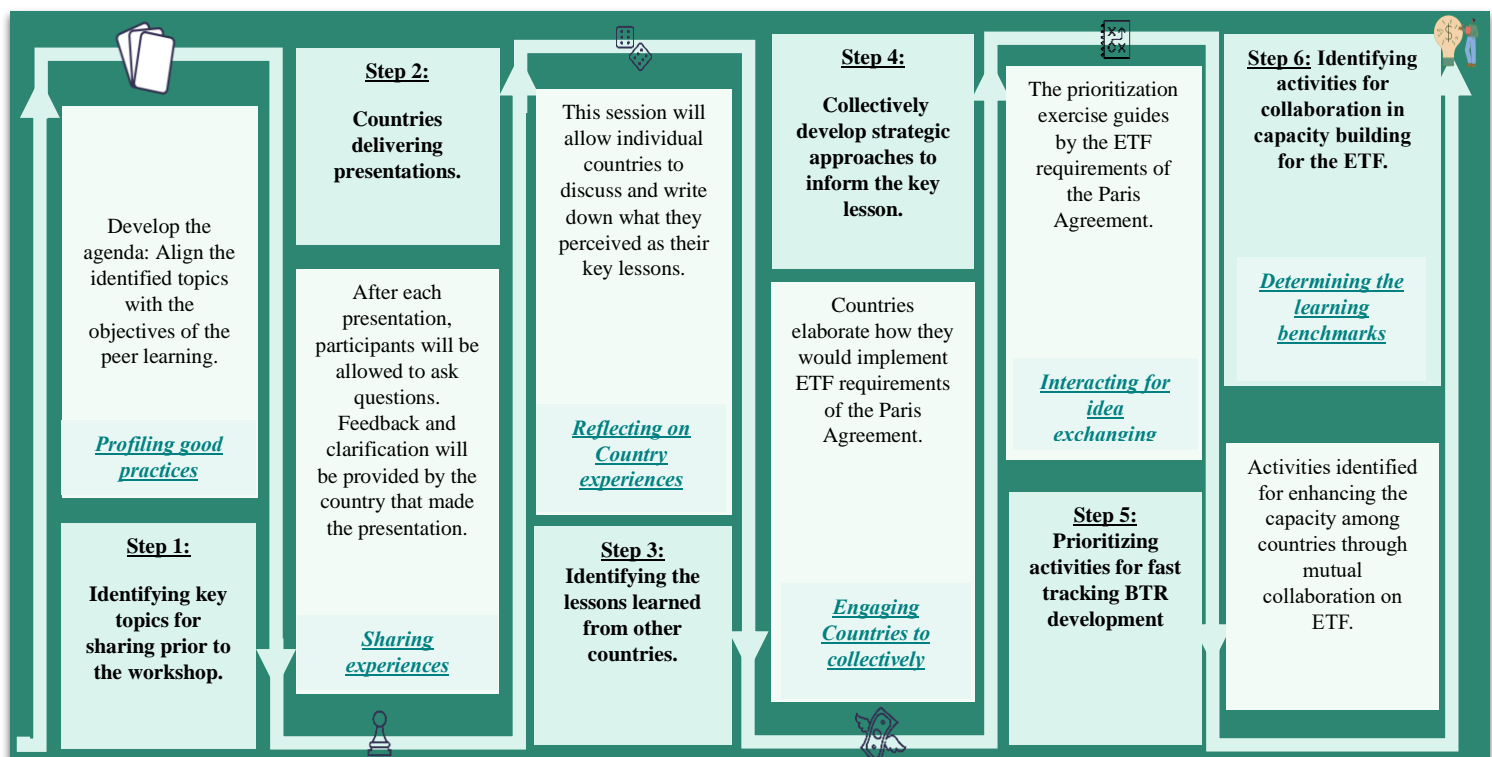 Develop the
agenda: Align the
identified topics
with the
objectives of the
peer learning.
Profiling good
practices
Step 1:
Identifying key
topics for
sharing prior to
the workshop.
Step 2:
Countries
delivering
presentations.
After each
presentation,
participants will be
allowed to ask
questions.
Feedback and
clarification will
be provided by the
country that made
the presentation.
Sharing
experiences
This session will
allow individual
countries to
discuss and write
down what they
perceived as their
key lessons.
Reflecting on
Country
experiences
Step 3:
Identifying the
lessons learned
from other
countries.
Step 4:
Collectively
develop strategic
approaches to
inform the key
lesson.
Countries
elaborate how they
would implement
ETF requirements
of the Paris
Agreement.
Engaging
Countries to
collectively
The prioritization
exercise guides
by the ETF
requirements of
the Paris
Agreement.
Interacting for
idea
exchanging
Step 5:
Prioritizing
activities for fast
tracking BTR
development
Step 6: Identifying
activities for
collaboration in
capacity building
for the ETF.
Determining the
learning
benchmarks
Activities identified
for enhancing the
capacity among
countries through
mutual
collaboration on
ETF.